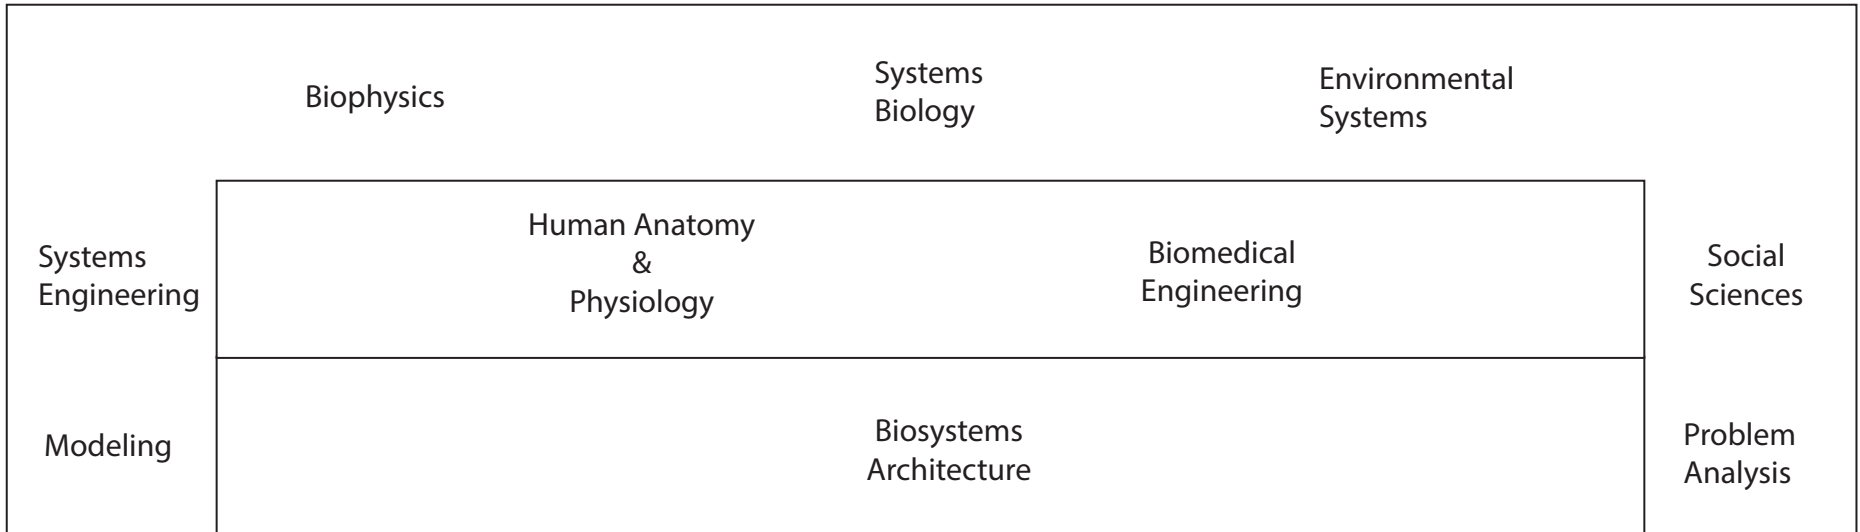 Biophysics
Systems
Biology
Environmental
Systems
Systems
Engineering
Human Anatomy
&
Physiology
Biomedical
Engineering
Social
Sciences
Modeling
Biosystems
Architecture
Problem
Analysis